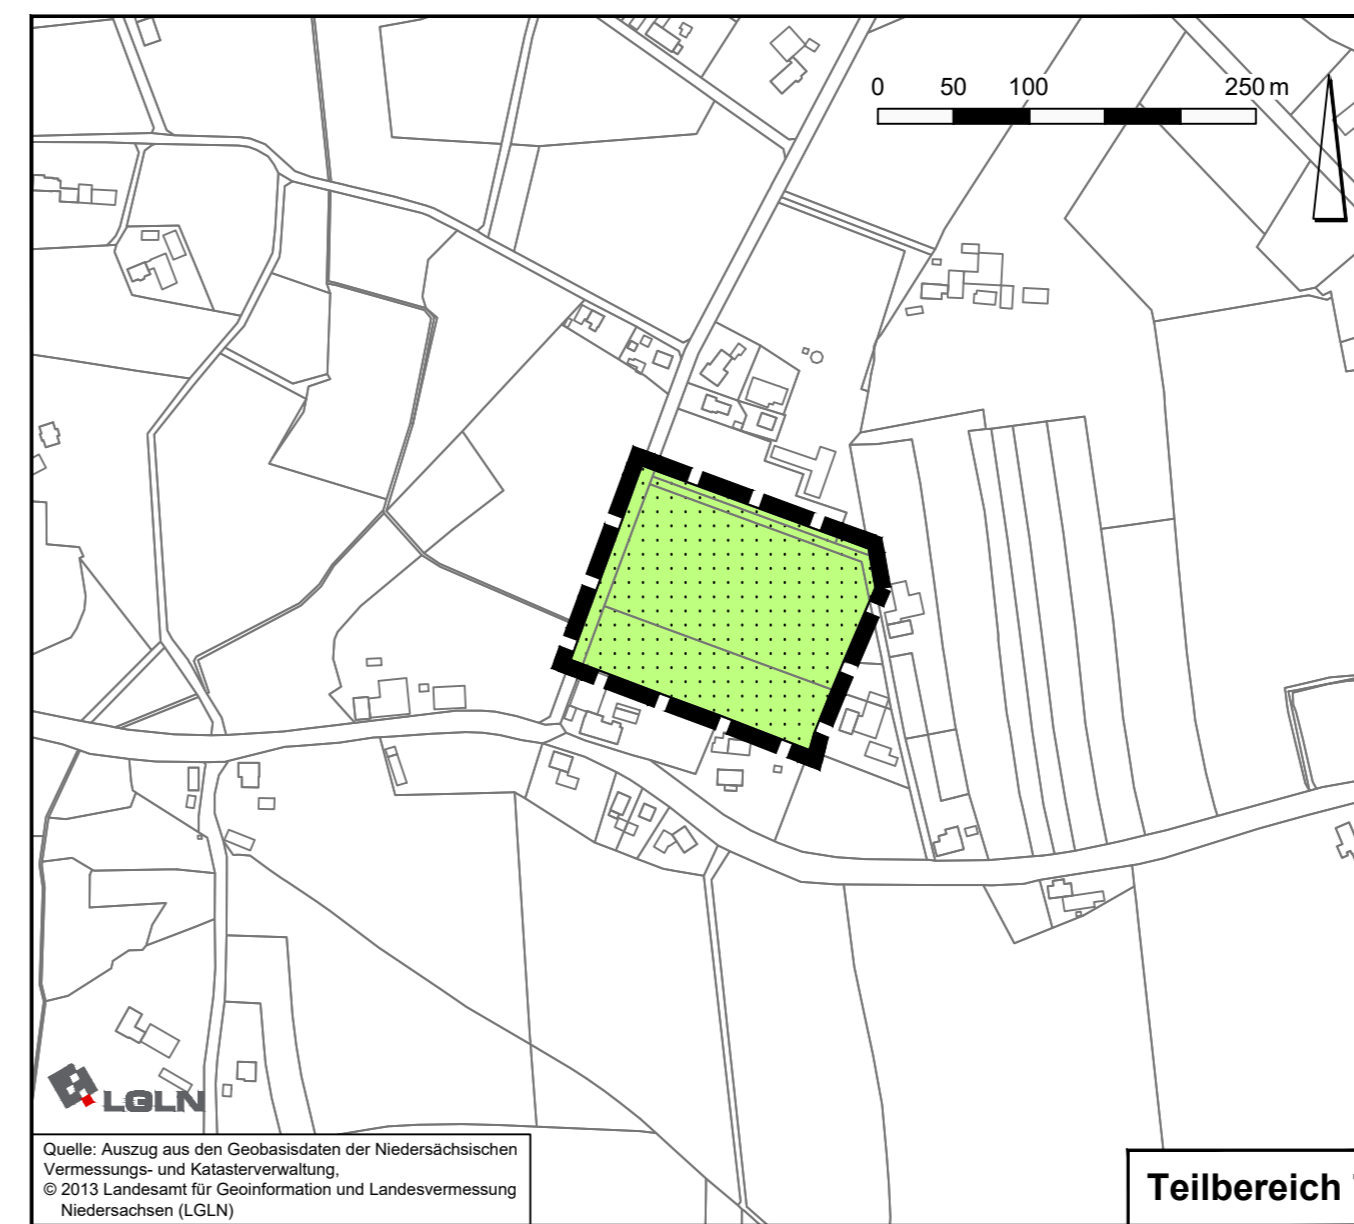 0 50 100 250 m
LGLN
Quelle: Auszug aus den Geobasisdaten der Niedersächsischen
Vermessungs- und Katasterverwaltung,
© 2013 Landesamt für Geoinformation und Landesvermessung
Niedersachsen (LGLN)
Teilbereich